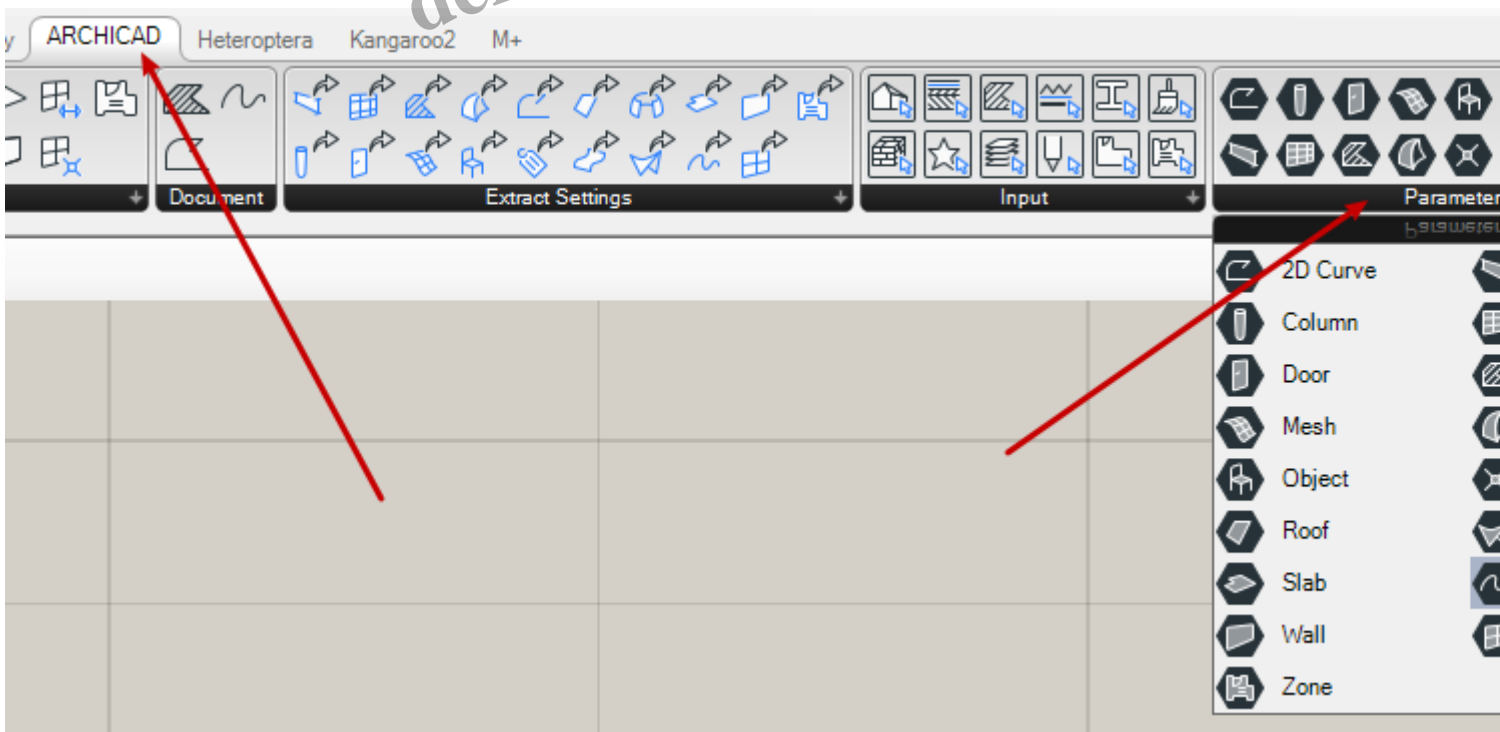 ARCHICAD Heteroptera Kangaroo2 M+
Document Extract Settings Input Parameter
2D Curve
Column
Door
Mesh
Object
Roof
Slab
Wall
Zone